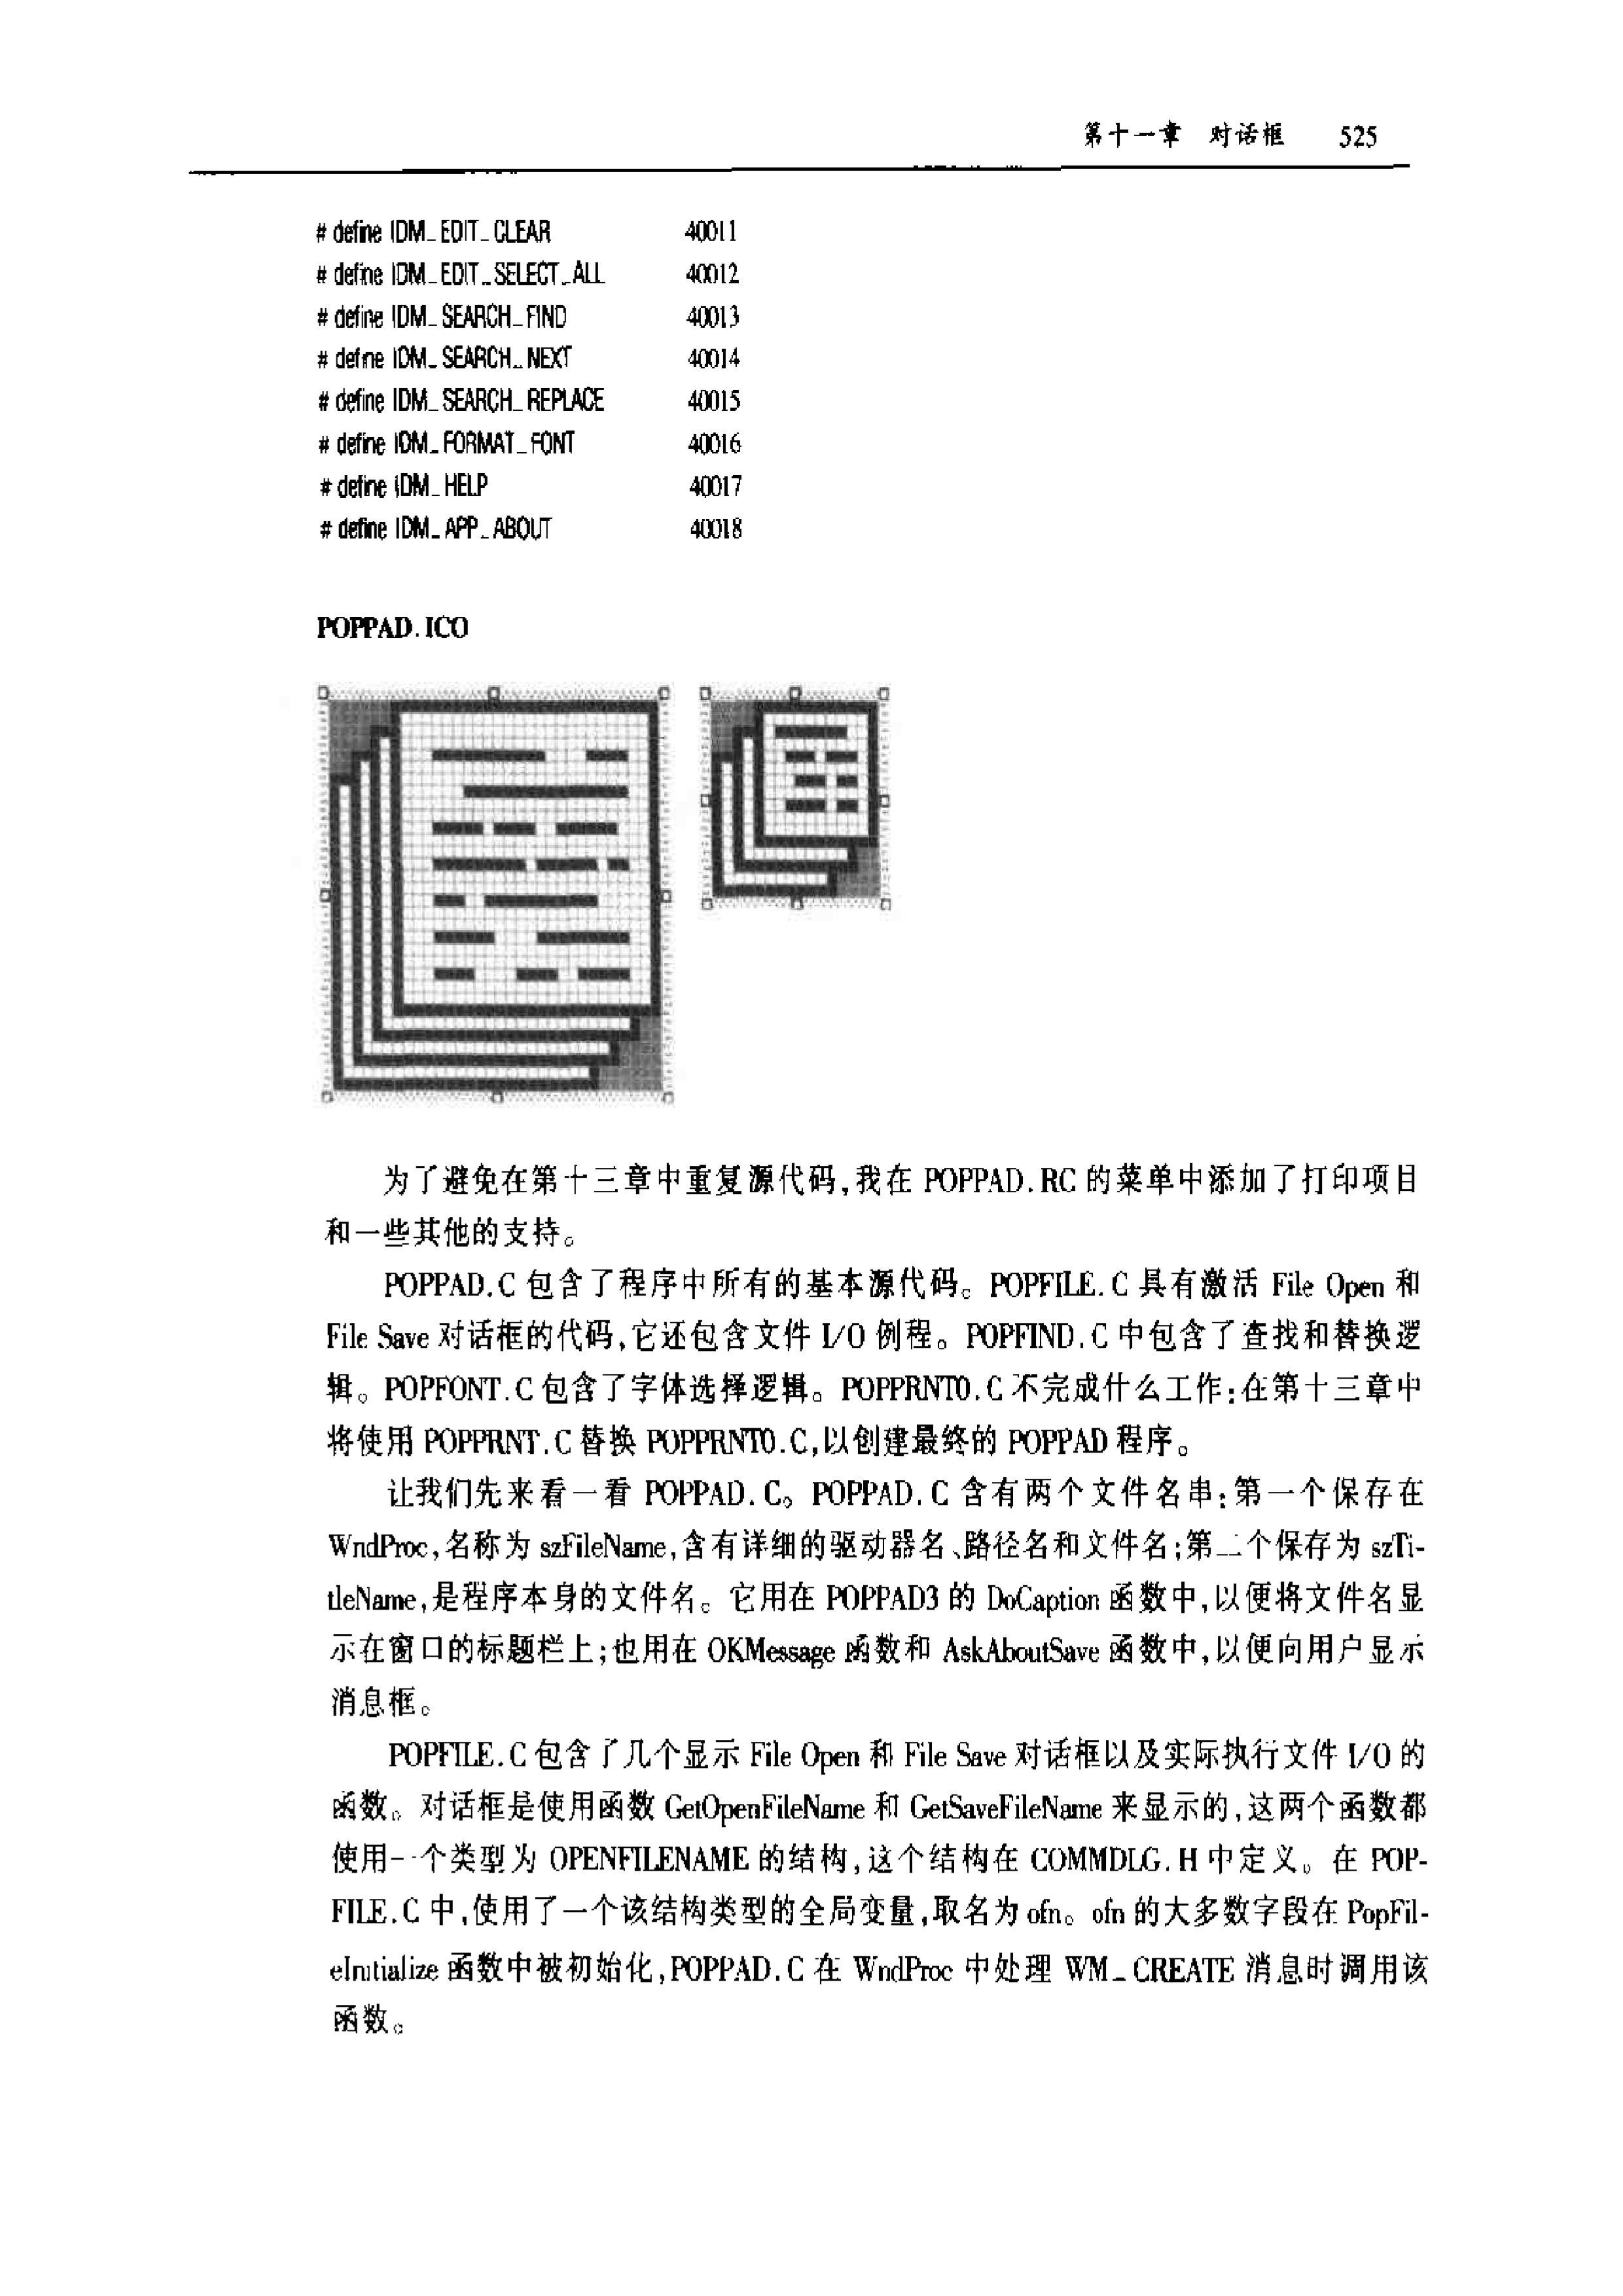 第十一章 对话框 525
# define IDM_EDIT_CLEAR 40011
# define IDM_EDIT_SELECT_ALL 40012
# define IDM_SEARCH_FIND 40013
# define IDM_SEARCH_NEXT 40014
# define IDM_SEARCH_REPLACE 40015
# define IDM_FORMAT_FONT 40016
# define IDM_HELP 40017
# define IDM_APP_ABOUT 40018
POPPAD.ICO
为了避免在第十三章中重复源代码,我在 POPPAD.RC 的菜单中添加了打印项目
和一些其他的支持。
POPPAD.C 包含了程序中所有的基本源代码。POPFILE.C 具有激活 File Open 和
File Save 对话框的代码,它还包含文件 I/O 例程。POPFIND.C 中包含了查找和替换逻
辑。POPFONT.C 包含了字体选择逻辑。POPPRNT0.C 不完成什么工作:在第十三章中
将使用 POPPRNT.C 替换 POPPRNT0.C,以创建最终的 POPPAD 程序。
让我们先来看一看 POPPAD.C。POPPAD.C 含有两个文件名串:第一个保存在
WndProc,名称为 szFileName,含有详细的驱动器名、路径名和文件名;第二个保存为 szTi-
tleName,是程序本身的文件名。它用在 POPPAD3 的 DoCaption 函数中,以便将文件名显
示在窗口的标题栏上;也用在 OKMessage 函数和 AskAboutSave 函数中,以便向用户显示
消息框。
POPFILE.C 包含了几个显示 File Open 和 File Save 对话框以及实际执行文件 I/O 的
函数。对话框是使用函数 GetOpenFileName 和 GetSaveFileName 来显示的,这两个函数都
使用一个类型为 OPENFILENAME 的结构,这个结构在 COMMDLG.H 中定义。在 POP-
FILE.C 中,使用了一个该结构类型的全局变量,取名为 ofn。ofn 的大多数字段在 PopFil-
eInitialize 函数中被初始化,POPPAD.C 在 WndProc 中处理 WM_CREATE 消息时调用该
函数。